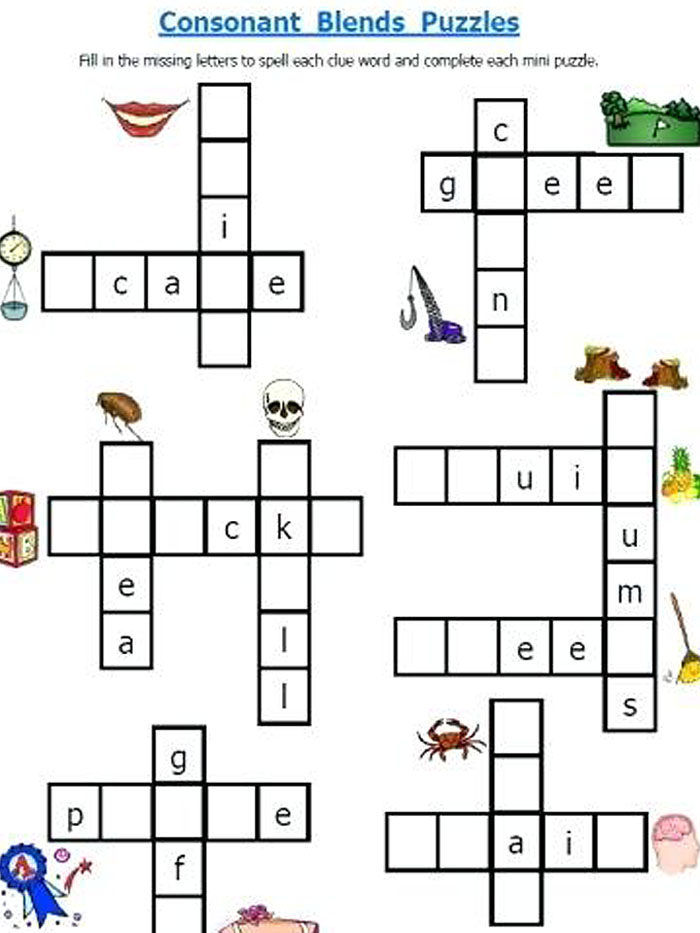 Consonant Blends Puzzles
Fill in the missing letters to spell each clue word and complete each mini puzzle.
i
c a e
c
g e e
n
c k
e
a l
l
u i
u
m
e e
s
g
p e
f
a i
A